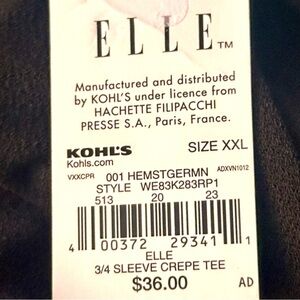 ELLE™
Manufactured and distributed
by KOHL'S under licence from
HACHETTE FILIPACCHI
PRESSE S.A., Paris, France.
KOHL'S SIZE XXL
Kohls.com
VXXCPR 001 HEMSTGERMN ADXVN1012
STYLE WE83K283RP1
513 20 23
4 00372 29341 1
ELLE
3/4 SLEEVE CREPE TEE
$36.00 AD